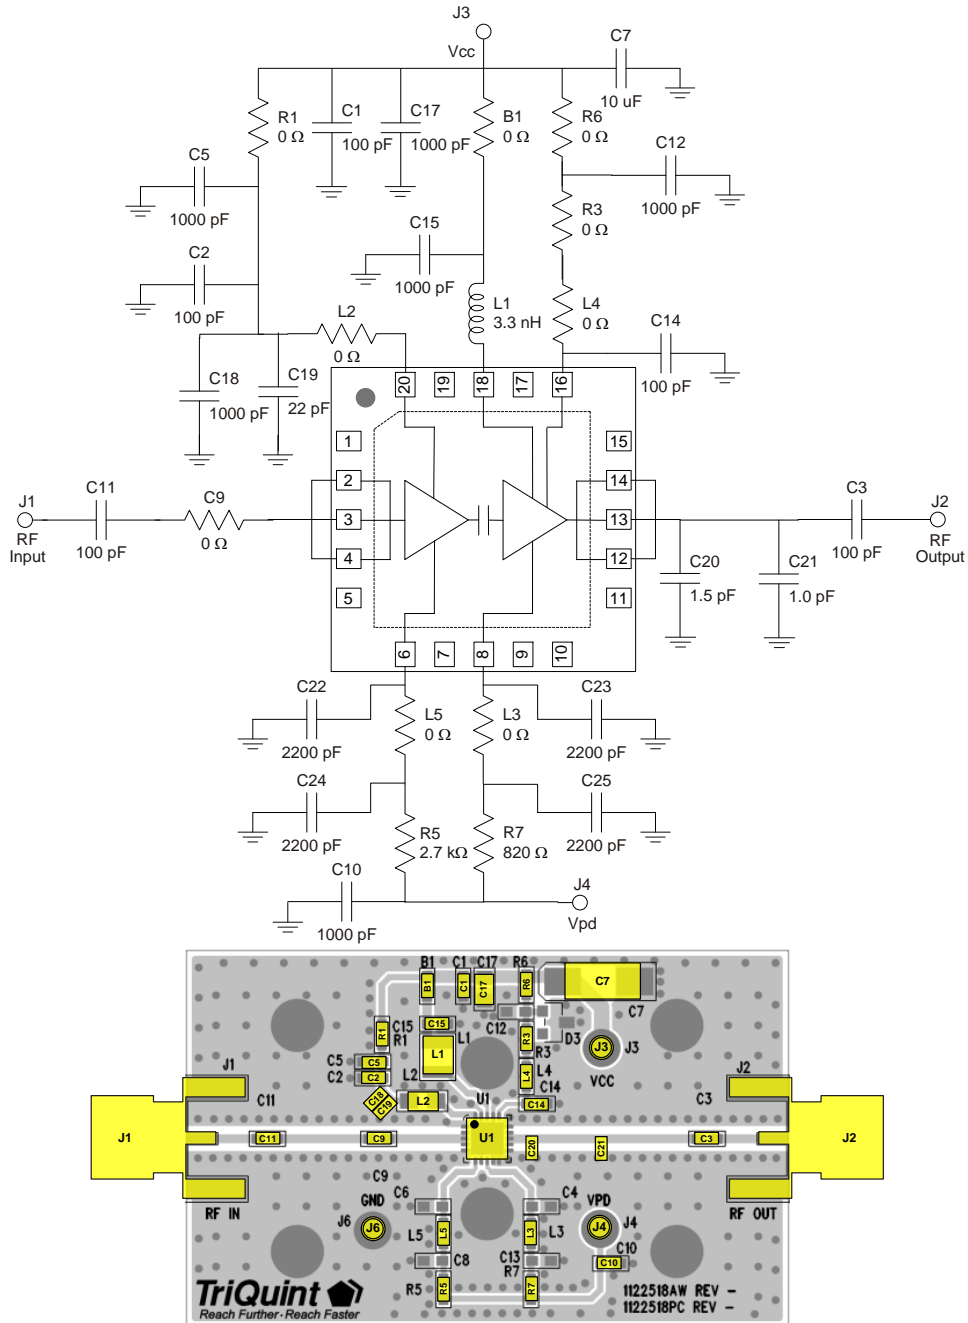 J3
Vcc
C7
10 uF
R1
0 Ω
C1
100 pF
C17
1000 pF
B1
0 Ω
R6
0 Ω
C12
1000 pF
C5
1000 pF
R3
0 Ω
C15
1000 pF
C2
100 pF
L1
3.3 nH
L4
0 Ω
L2
0 Ω
C14
100 pF
C18
1000 pF
C19
22 pF
20
19
18
17
16
1
15
2
14
3
13
4
12
5
11
6
7
8
9
10
J1
RF
Input
C11
100 pF
C9
0 Ω
C3
100 pF
J2
RF
Output
C20
1.5 pF
C21
1.0 pF
C22
2200 pF
L5
0 Ω
L3
0 Ω
C23
2200 pF
C24
2200 pF
C25
2200 pF
R5
2.7 kΩ
R7
820 Ω
C10
1000 pF
J4
Vpd
B1 C1 C17 R6
B1 C1 C17 R6 C7
C7
C12
D3
C15
R1
R1
C15
L1
L1
R3
R3
J3
J3
VCC
C5
C5
C2
C2
L2
L2
L4
L4
C14
C14
C18
C19
U1
U1
J1
J1
C11
C11
C9
C9
C20
C21
C3
C3
J2
J2
RF IN
GND
J6
J6
C6
C4
VPD
J4
J4
RF OUT
L5
L5
L3
L3
C8
C13
R7
R7
R5
R5
C10
C10
TriQuint
Reach Further·Reach Faster
1122518AW REV -
1122518PC REV -